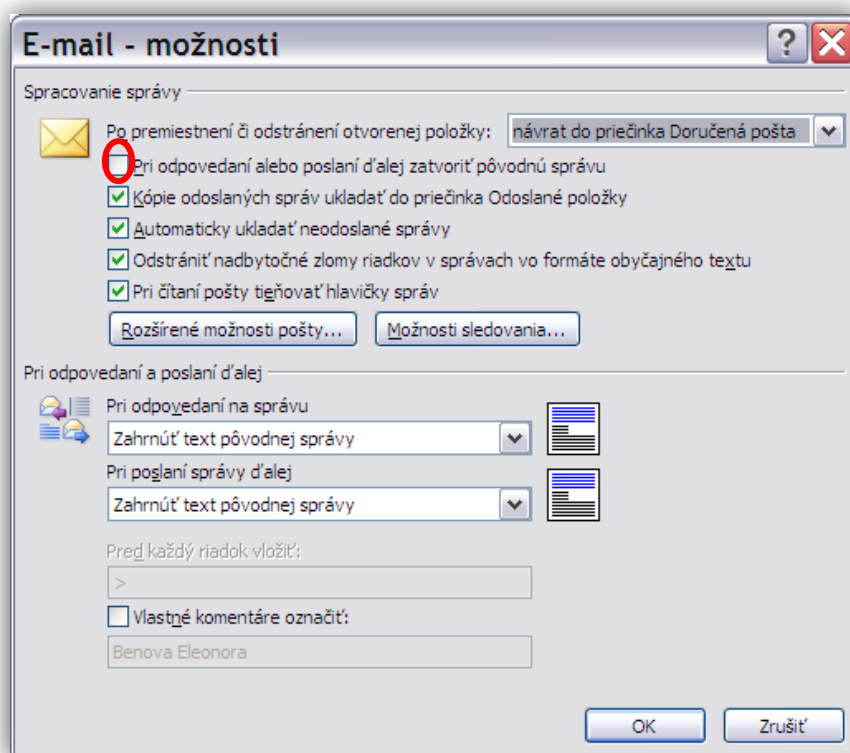 E-mail - možnosti
Spracovanie správy
Po premiestnení či odstránení otvorenej položky: návrat do priečinka Doručená pošta
Pri odpovedaní alebo poslaní ďalej zatvoriť pôvodnú správu
Kópie odoslaných správ ukladať do priečinka Odoslané položky
Automaticky ukladať neodoslané správy
Odstrániť nadbytočné zlomy riadkov v správach vo formáte obyčajného textu
Pri čítaní pošty tieňovať hlavičky správ
Rozšírené možnosti pošty... Možnosti sledovania...
Pri odpovedaní a poslaní ďalej
Pri odpovedaní na správu
Zahrnúť text pôvodnej správy
Pri poslaní správy ďalej
Zahrnúť text pôvodnej správy
Pred každý riadok vložiť:
>
Vlastné komentáre označiť:
Benova Eleonora
OK Zrušiť